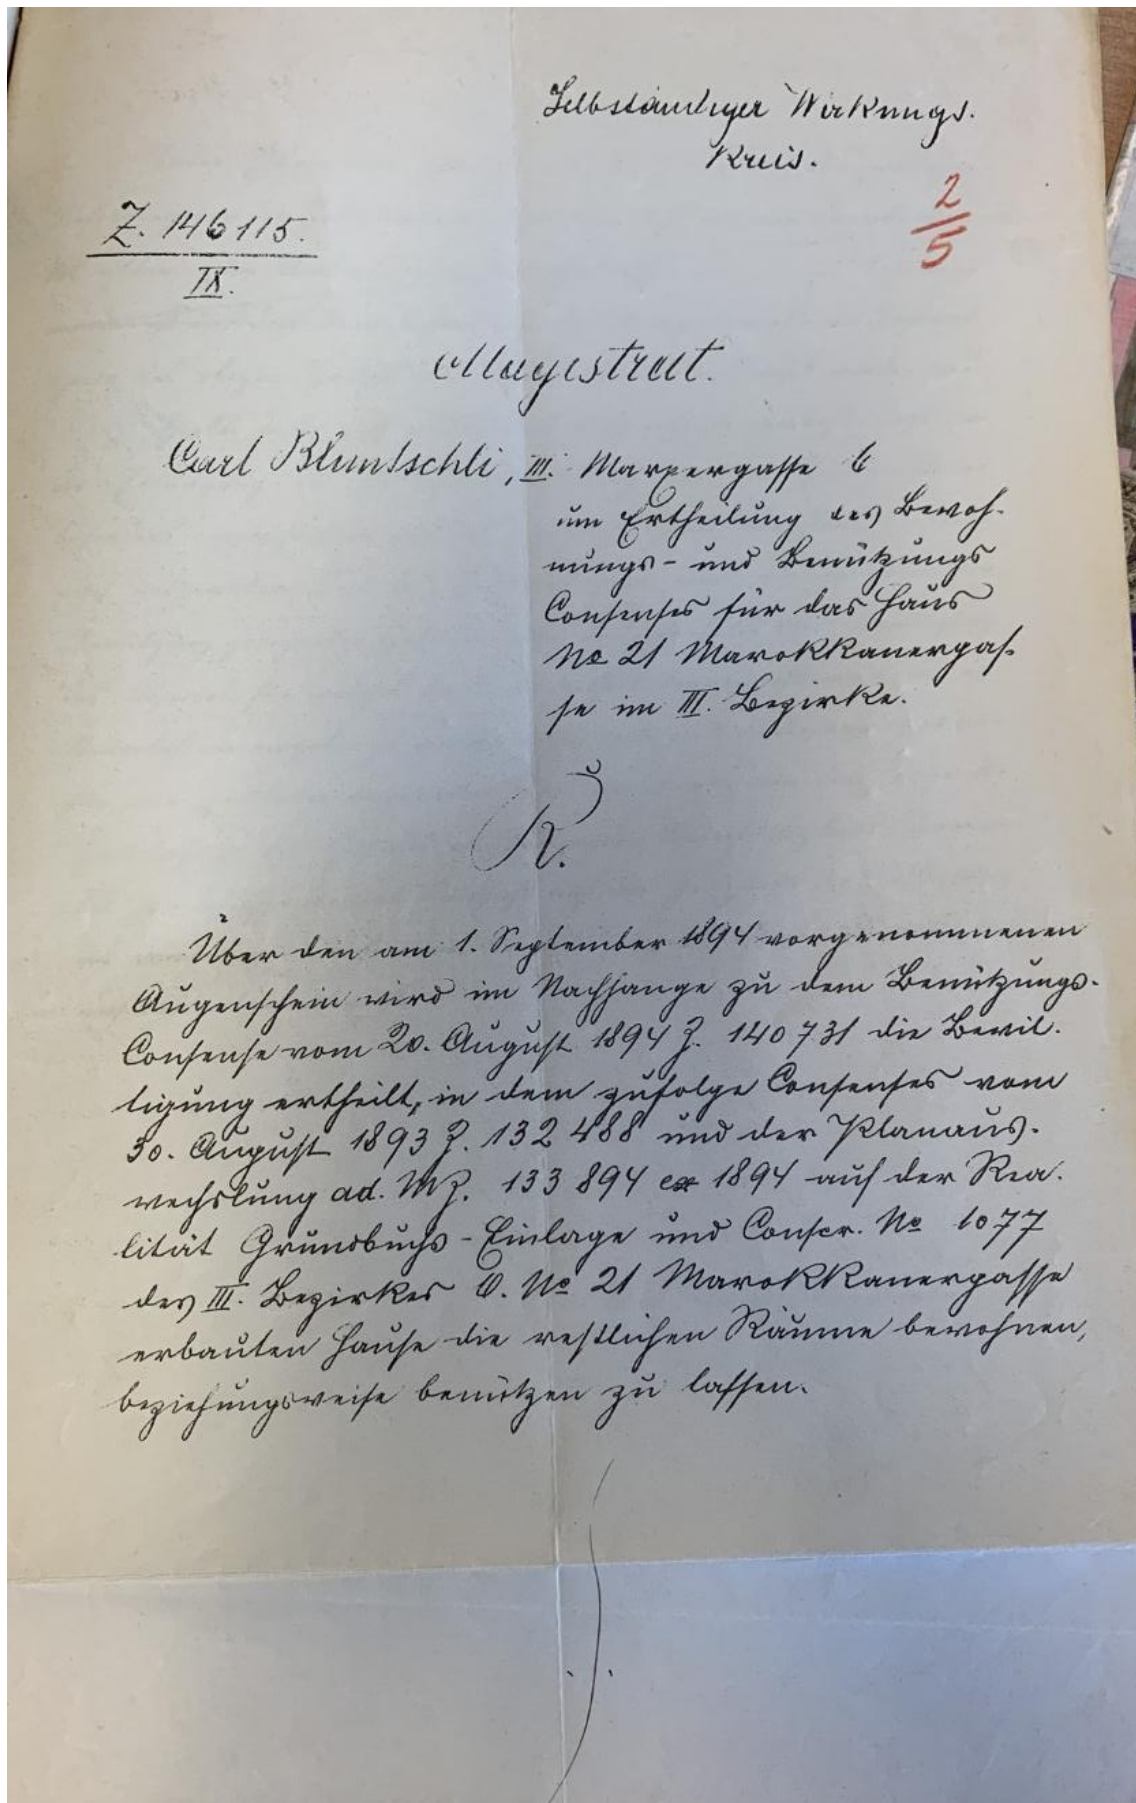 Selbständiger Wirkungs-
Kreis.
2
5
Z. 146115.
IX.
Magistrat.
Carl Bluntschli, III. Marxergasse 6
um Ertheilung des Bewoh-
nungs- und Benützungs
Consenses für das Haus
No 21 Marokkanergas-
se im III. Bezirke.
R.
Über den am 1. September 1894 vorgenommenen
Augenschein wird im Nachhange zu dem Benützungs-
Consense vom 20. August 1894 Z. 140731 die Bewil-
ligung ertheilt, in dem zufolge Consenses vom
30. August 1893 Z. 132488 und der Planaus-
wechslung ad. MZ. 133894 ex 1894 auf der Rea-
lität Grundbuchs-Einlage und Conscr. No 1077
des III. Bezirkes O. No 21 Marokkanergasse
erbauten Hause die restlichen Räume bewohnen,
beziehungsweise benützen zu lassen.